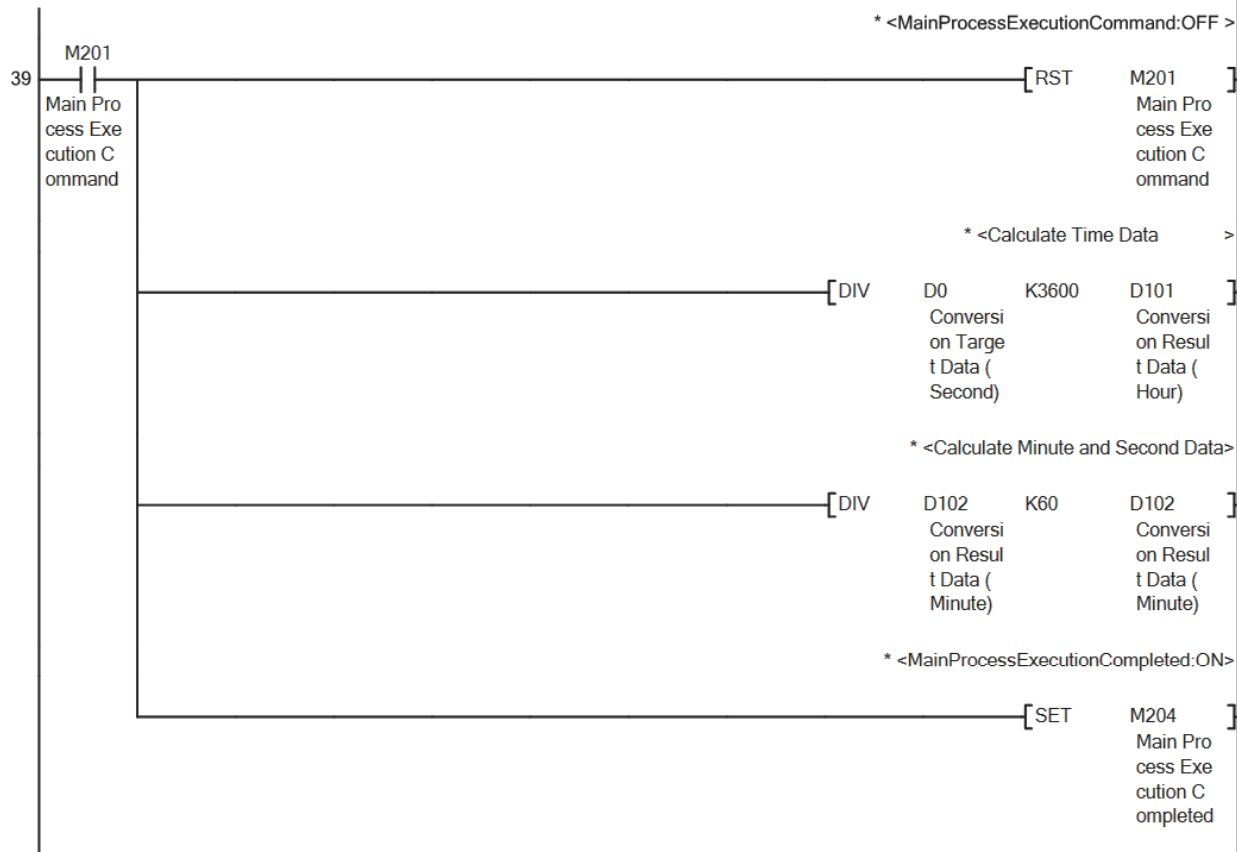 * <MainProcessExecutionCommand:OFF >
M201
39
RST M201
Main Pro
cess Exe
cution C
ommand
Main Pro
cess Exe
cution C
ommand
* <Calculate Time Data >
DIV D0 K3600 D101
Conversi
on Targe
t Data (
Second)
Conversi
on Resul
t Data (
Hour)
* <Calculate Minute and Second Data>
DIV D102 K60 D102
Conversi
on Resul
t Data (
Minute)
Conversi
on Resul
t Data (
Minute)
* <MainProcessExecutionCompleted:ON>
SET M204
Main Pro
cess Exe
cution C
ompleted